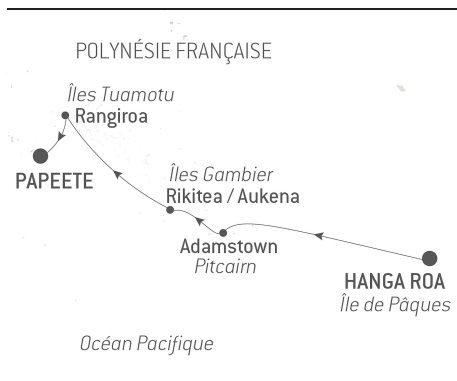 POLYNÉSIE FRANÇAISE
Îles Tuamotu
Rangiroa
PAPEETE
Îles Gambier
Rikitea / Aukena
Adamstown
Pitcairn
HANGA ROA
Île de Pâques
Océan Pacifique